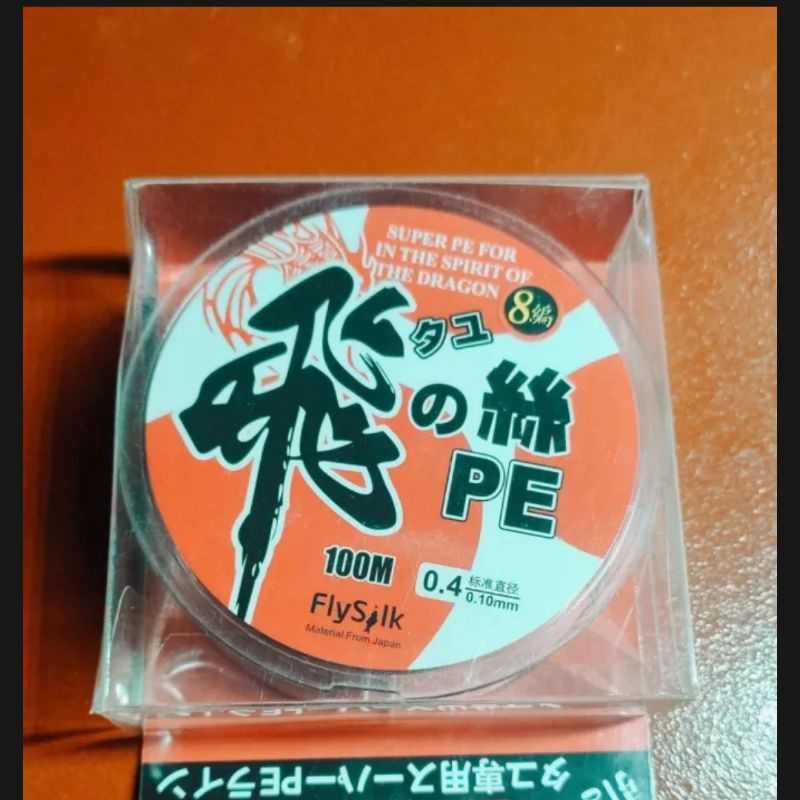 SUPER PE FOR
IN THE SPIRIT OF
THE DRAGON
8編
タユ
飛の絲
PE
100M
0.4 标准直径
0.10mm
FlySilk
Material From Japan
タユ専用スーパーPEライン